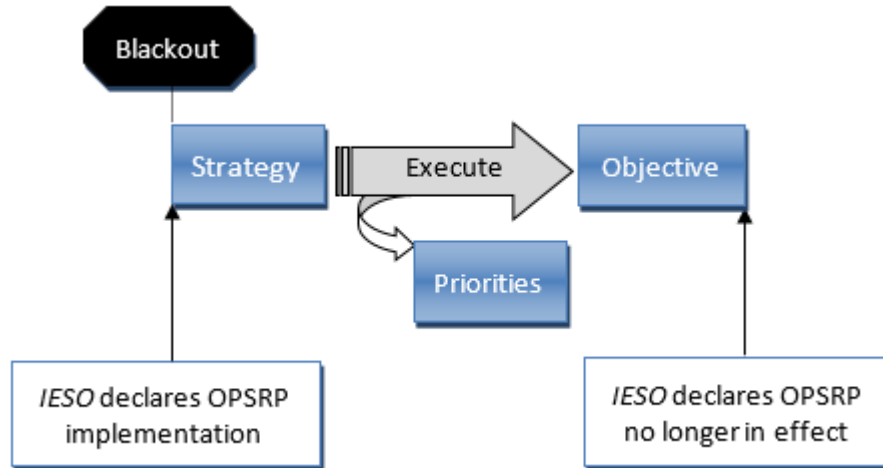 Blackout
Strategy
Execute
Objective
Priorities
IESO declares OPSRP
implementation
IESO declares OPSRP
no longer in effect